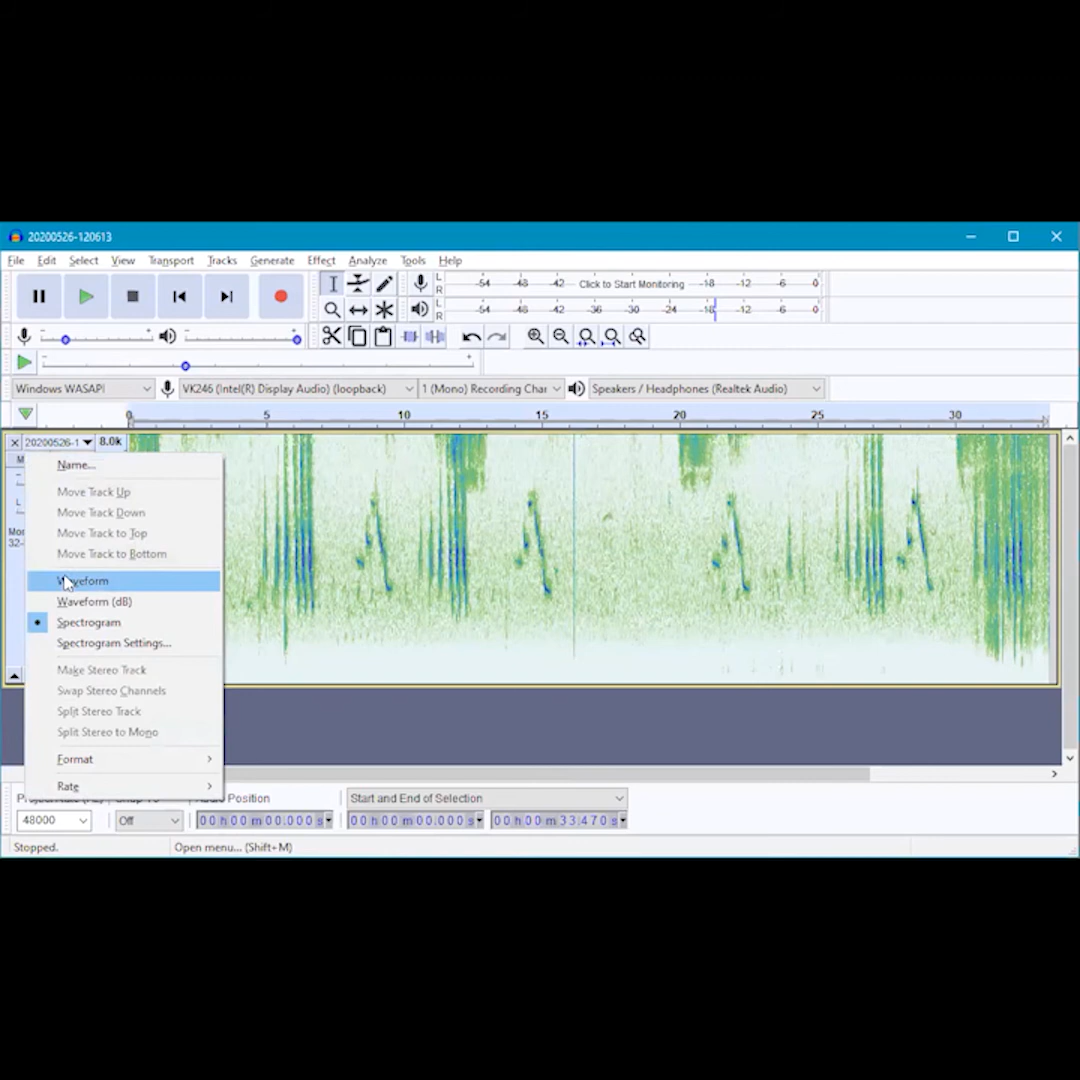 20200526-120613
File Edit Select View Transport Tracks Generate Effect Analyze Tools Help
L R -54 -48 -42 Click to Start Monitoring -18 -12 -6 0
L R -54 -48 -42 -36 -30 -24 -18 -12 -6 0
- +
- +
- +
Windows WASAPI VK246 (Intel(R) Display Audio) (loopback) 1 (Mono) Recording Char Speakers / Headphones (Realtek Audio)
0 5 10 15 20 25 30
20200526-1 8.0k
M
L
Mo
32-
Name...
Move Track Up
Move Track Down
Move Track to Top
Move Track to Bottom
Waveform
Waveform (dB)
Spectrogram
Spectrogram Settings...
Make Stereo Track
Swap Stereo Channels
Split Stereo Track
Split Stereo to Mono
Format
Rate
Position Start and End of Selection
48000 Off 00 h 00 m 00.000 s 00 h 00 m 00.000 s 00 h 00 m 33.470 s
Stopped. Open menu... (Shift+M)